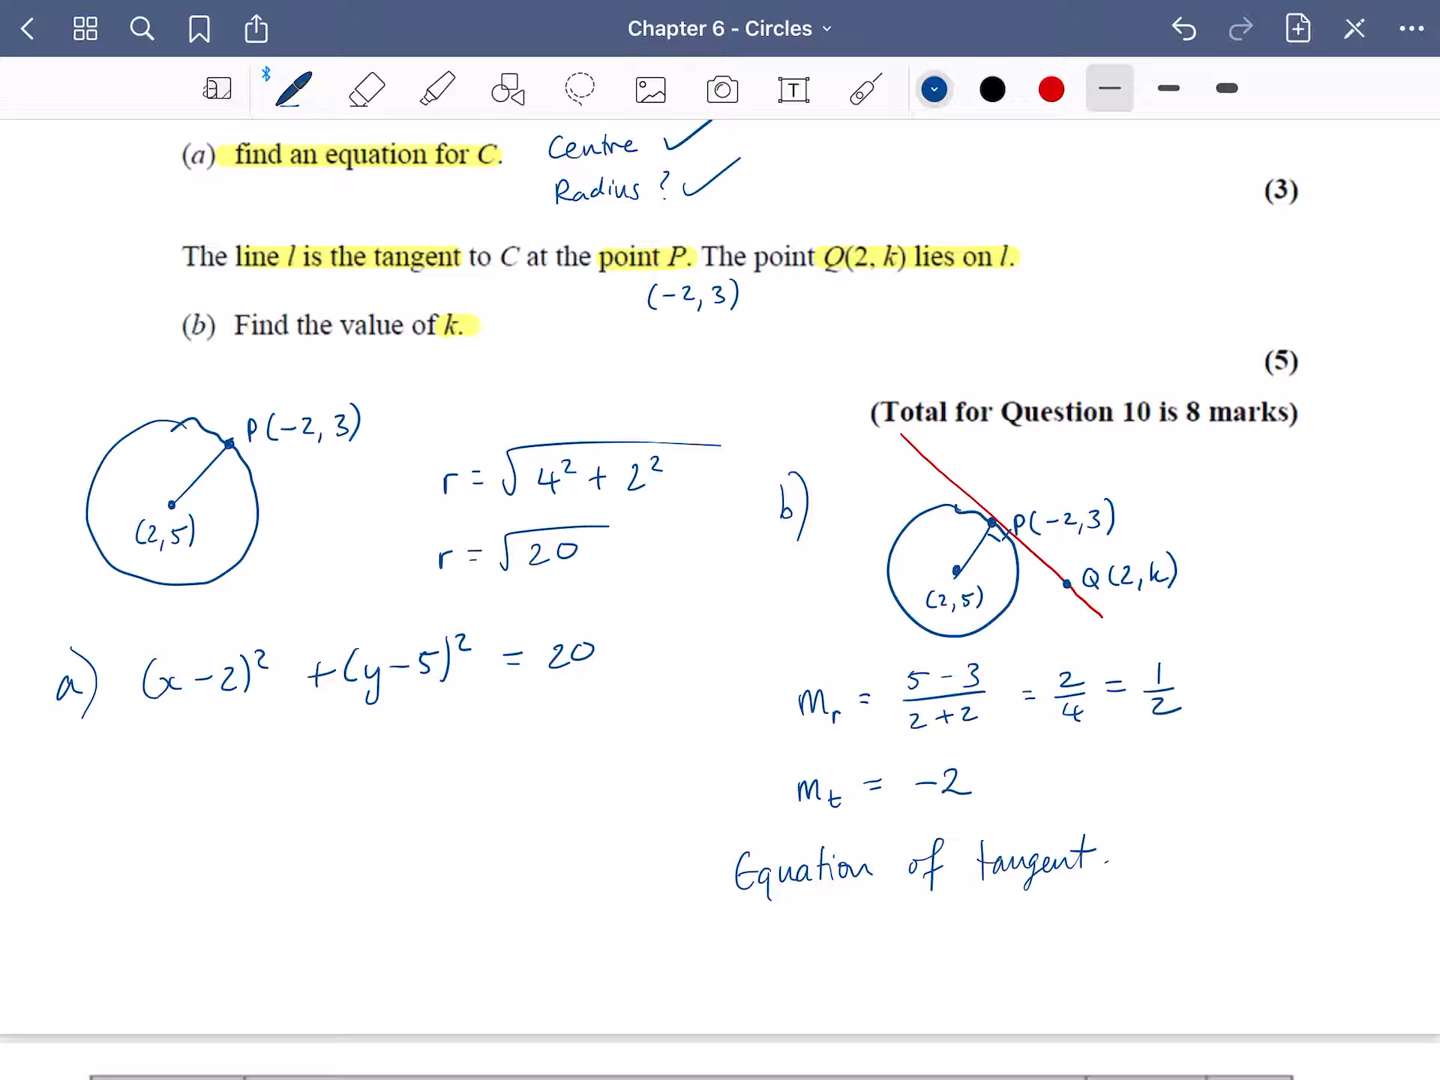 Chapter 6 - Circles
T
(a) find an equation for C.
Centre ✓
Radius ? ✓
(3)
The line l is the tangent to C at the point P. The point Q(2, k) lies on l.
(-2, 3)
(b) Find the value of k.
(5)
(Total for Question 10 is 8 marks)
P(-2, 3)
(2,5)
r = √4² + 2²
r = √20
a) (x - 2)² + (y - 5)² = 20
b)
P(-2,3)
Q(2,k)
(2,5)
mᵣ = (5 - 3)/(2 + 2) = 2/4 = 1/2
mₜ = -2
Equation of tangent.